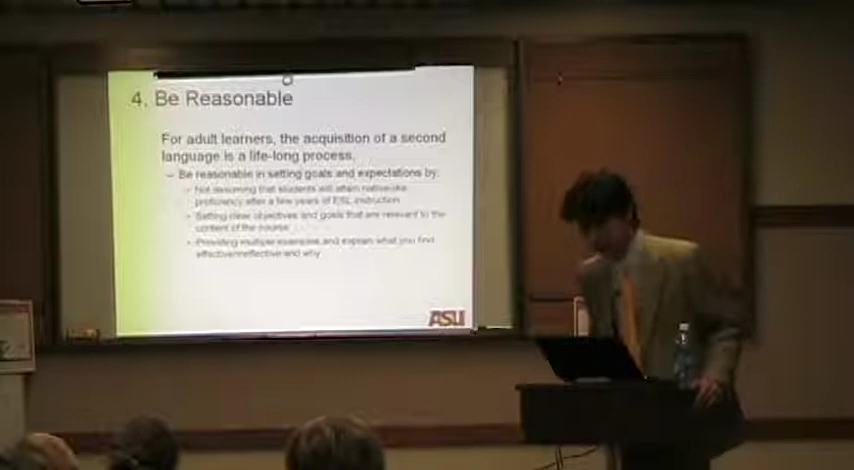 4. Be Reasonable
For adult learners, the acquisition of a second
language is a life-long process.
– Be reasonable in setting goals and expectations by:
- Not assuming that students will attain native-like
proficiency after a few years of ESL instruction
- Setting clear objectives and goals that are relevant to the
content of the course
- Providing multiple examples and explain what you find
effective/ineffective and why
ASU